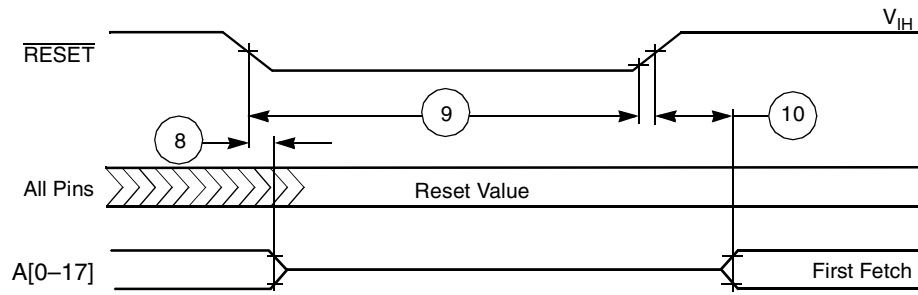 V_IH
RESET
9
10
8
All Pins
Reset Value
A[0–17]
First Fetch